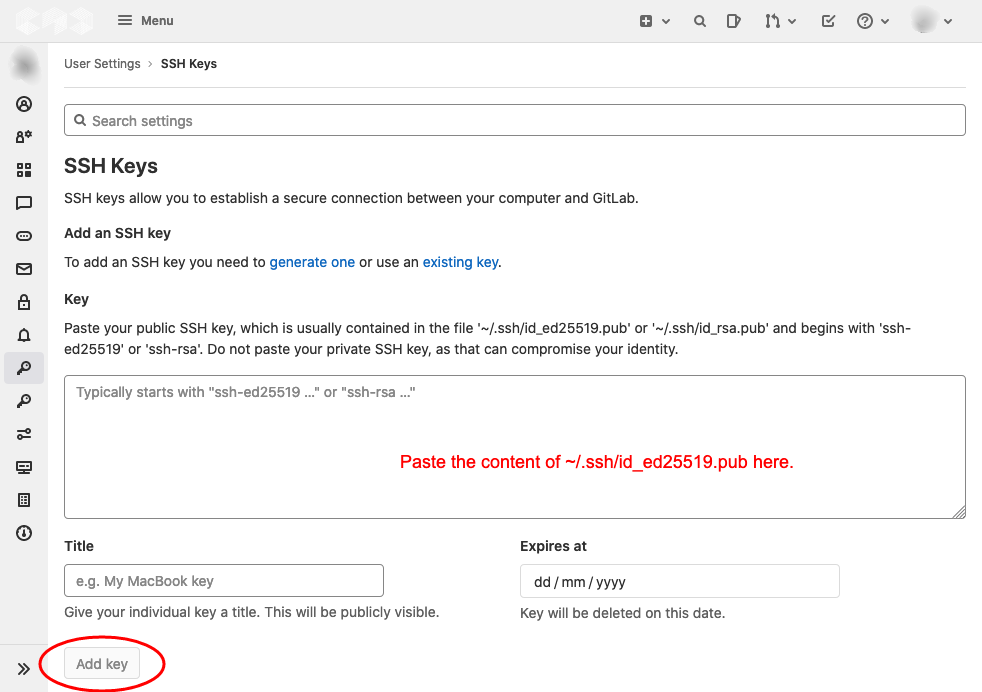 Menu
User Settings › SSH Keys
Search settings
SSH Keys
SSH keys allow you to establish a secure connection between your computer and GitLab.
Add an SSH key
To add an SSH key you need to generate one or use an existing key.
Key
Paste your public SSH key, which is usually contained in the file '~/.ssh/id_ed25519.pub' or '~/.ssh/id_rsa.pub' and begins with 'ssh-
ed25519' or 'ssh-rsa'. Do not paste your private SSH key, as that can compromise your identity.
Typically starts with "ssh-ed25519 …" or "ssh-rsa …"
Paste the content of ~/.ssh/id_ed25519.pub here.
Title
Expires at
e.g. My MacBook key
dd/mm/yyyy
Give your individual key a title. This will be publicly visible.
Key will be deleted on this date.
Add key